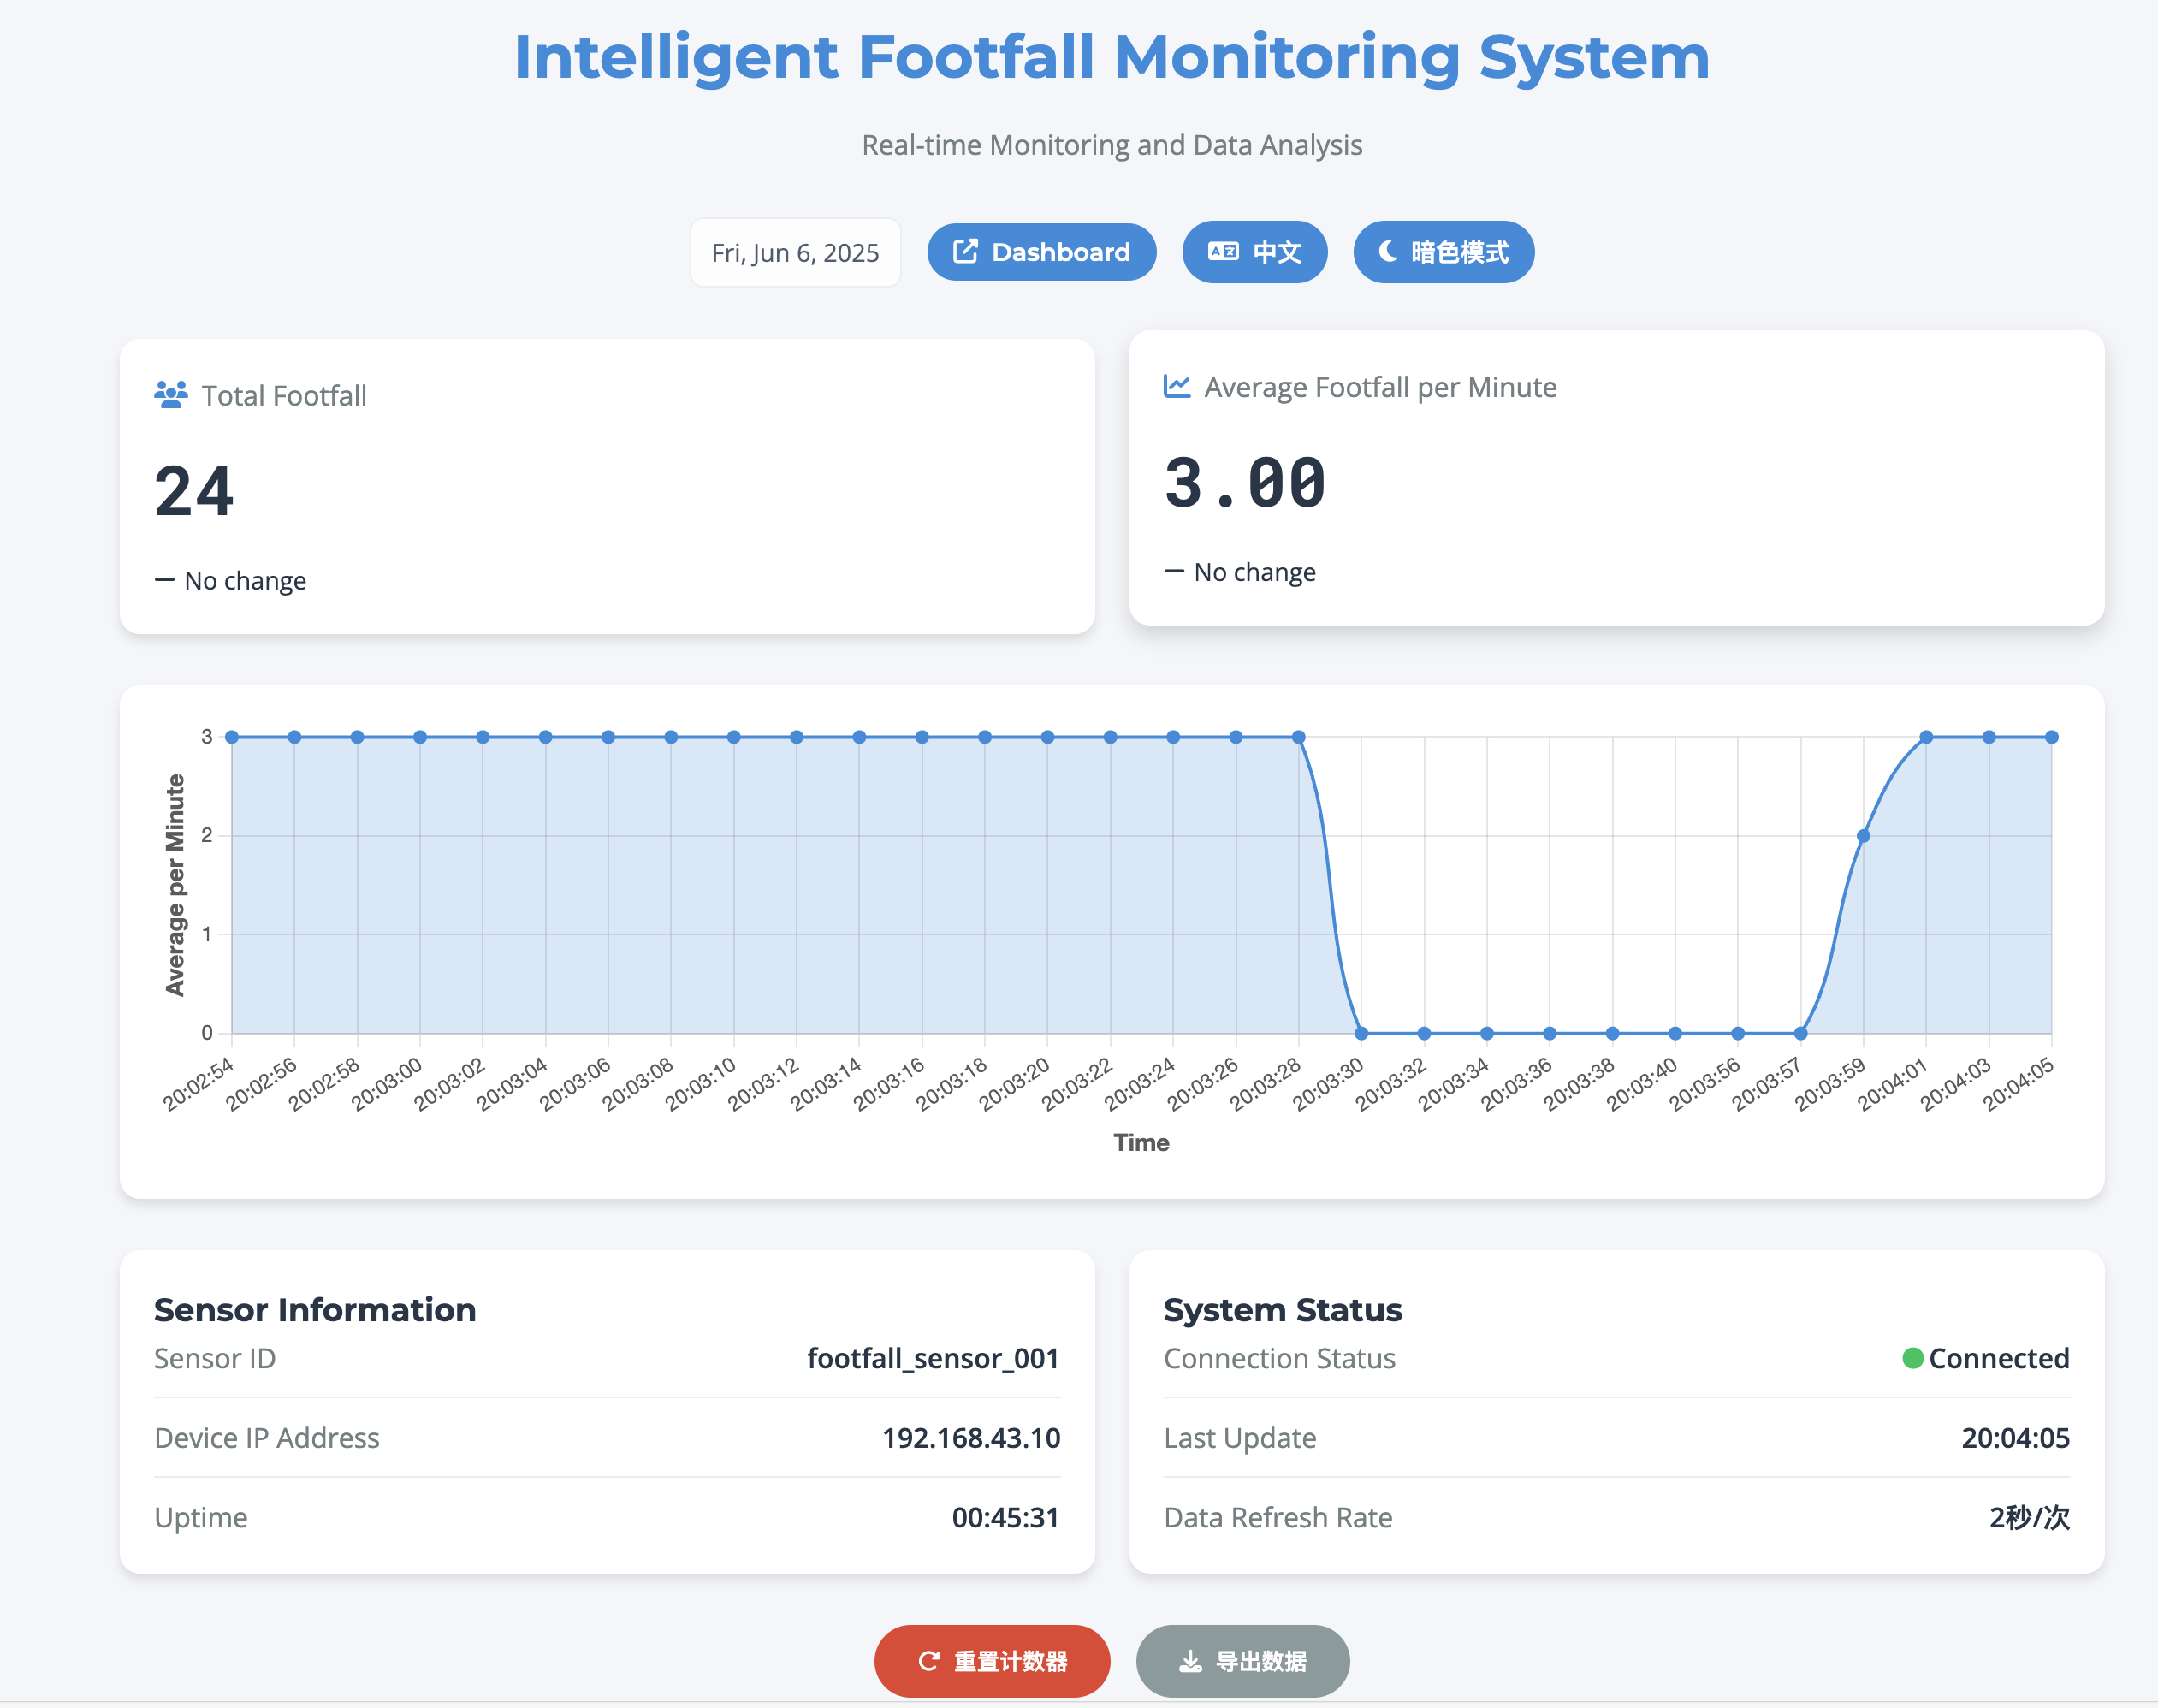 Intelligent Footfall Monitoring System
Real-time Monitoring and Data Analysis
Fri, Jun 6, 2025
Dashboard
中文
暗色模式
Total Footfall
24
No change
Average Footfall per Minute
3.00
No change
Average per Minute
3
2
1
0
20:02:54
20:02:56
20:02:58
20:03:00
20:03:02
20:03:04
20:03:06
20:03:08
20:03:10
20:03:12
20:03:14
20:03:16
20:03:18
20:03:20
20:03:22
20:03:24
20:03:26
20:03:28
20:03:30
20:03:32
20:03:34
20:03:36
20:03:38
20:03:40
20:03:56
20:03:57
20:03:59
20:04:01
20:04:03
20:04:05
Time
Sensor Information
Sensor ID footfall_sensor_001
Device IP Address 192.168.43.10
Uptime 00:45:31
System Status
Connection Status Connected
Last Update 20:04:05
Data Refresh Rate 2秒/次
重置计数器
导出数据